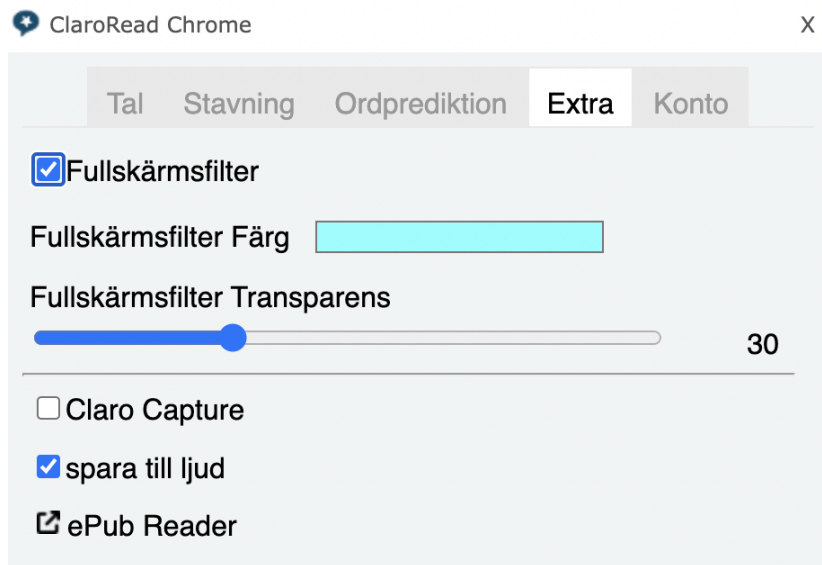 ClaroRead Chrome X
Tal Stavning Ordprediktion Extra Konto
Fullskärmsfilter
Fullskärmsfilter Färg
Fullskärmsfilter Transparens
30
Claro Capture
spara till ljud
ePub Reader